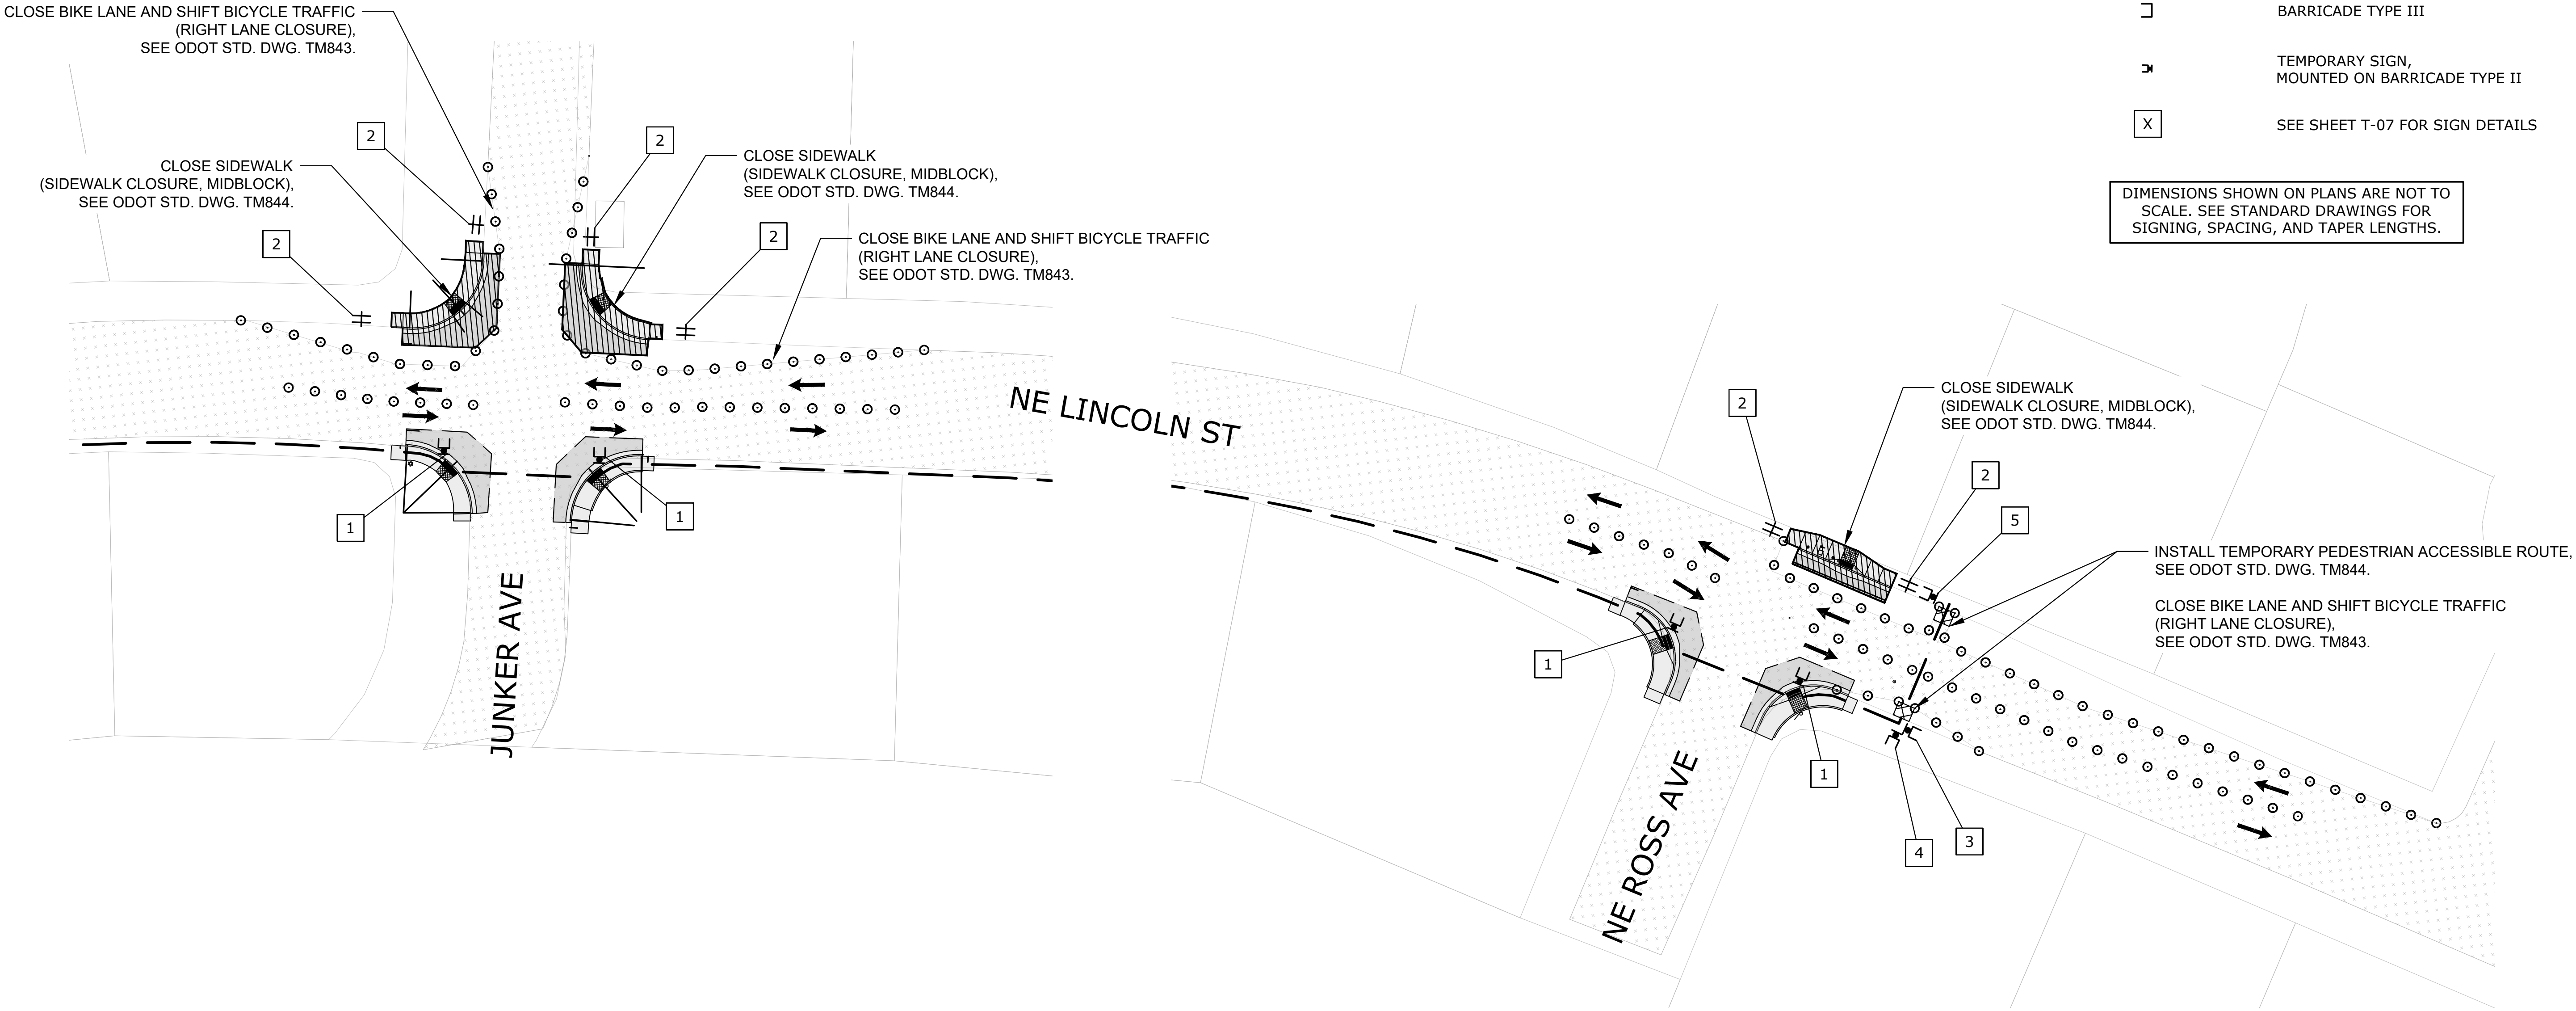 CLOSE BIKE LANE AND SHIFT BICYCLE TRAFFIC
(RIGHT LANE CLOSURE),
SEE ODOT STD. DWG. TM843.
2
2
CLOSE SIDEWALK
(SIDEWALK CLOSURE, MIDBLOCK),
SEE ODOT STD. DWG. TM844.
2
CLOSE SIDEWALK
(SIDEWALK CLOSURE, MIDBLOCK),
SEE ODOT STD. DWG. TM844.
2
CLOSE BIKE LANE AND SHIFT BICYCLE TRAFFIC
(RIGHT LANE CLOSURE),
SEE ODOT STD. DWG. TM843.
1
1
JUNKER AVE
NE LINCOLN ST
BARRICADE TYPE III
TEMPORARY SIGN,
MOUNTED ON BARRICADE TYPE II
X
SEE SHEET T-07 FOR SIGN DETAILS
DIMENSIONS SHOWN ON PLANS ARE NOT TO
SCALE. SEE STANDARD DRAWINGS FOR
SIGNING, SPACING, AND TAPER LENGTHS.
2
CLOSE SIDEWALK
(SIDEWALK CLOSURE, MIDBLOCK),
SEE ODOT STD. DWG. TM844.
2
5
INSTALL TEMPORARY PEDESTRIAN ACCESSIBLE ROUTE,
SEE ODOT STD. DWG. TM844.
CLOSE BIKE LANE AND SHIFT BICYCLE TRAFFIC
(RIGHT LANE CLOSURE),
SEE ODOT STD. DWG. TM843.
1
1
4
3
NE ROSS AVE